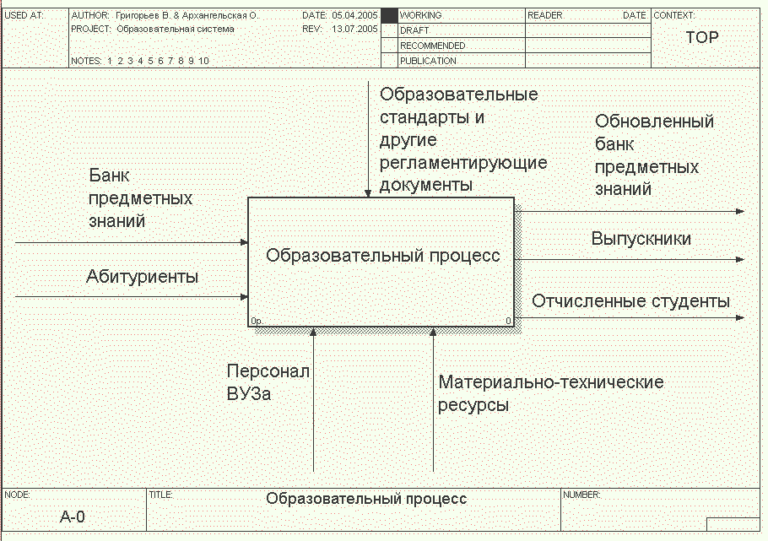 USED AT:
AUTHOR: Григорьев В. & Архангельская О.
DATE: 05.04.2005
PROJECT: Образовательная система
REV: 13.07.2005
NOTES: 1 2 3 4 5 6 7 8 9 10
WORKING
DRAFT
RECOMMENDED
PUBLICATION
READER
DATE
CONTEXT:
TOP
Образовательные
стандарты и
другие
регламентирующие
документы
Обновленный
банк
предметных
знаний
Банк
предметных
знаний
Выпускники
Образовательный процесс
Абитуриенты
Отчисленные студенты
0р.
0
Персонал
ВУЗа
Материально-технические
ресурсы
NODE:
A-0
TITLE:
Образовательный процесс
NUMBER: